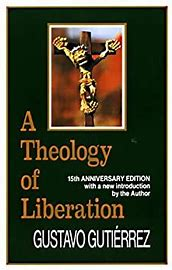 A
Theology
of
Liberation
15th ANNIVERSARY EDITION
with a new introduction
by the Author
GUSTAVO GUTIÉRREZ